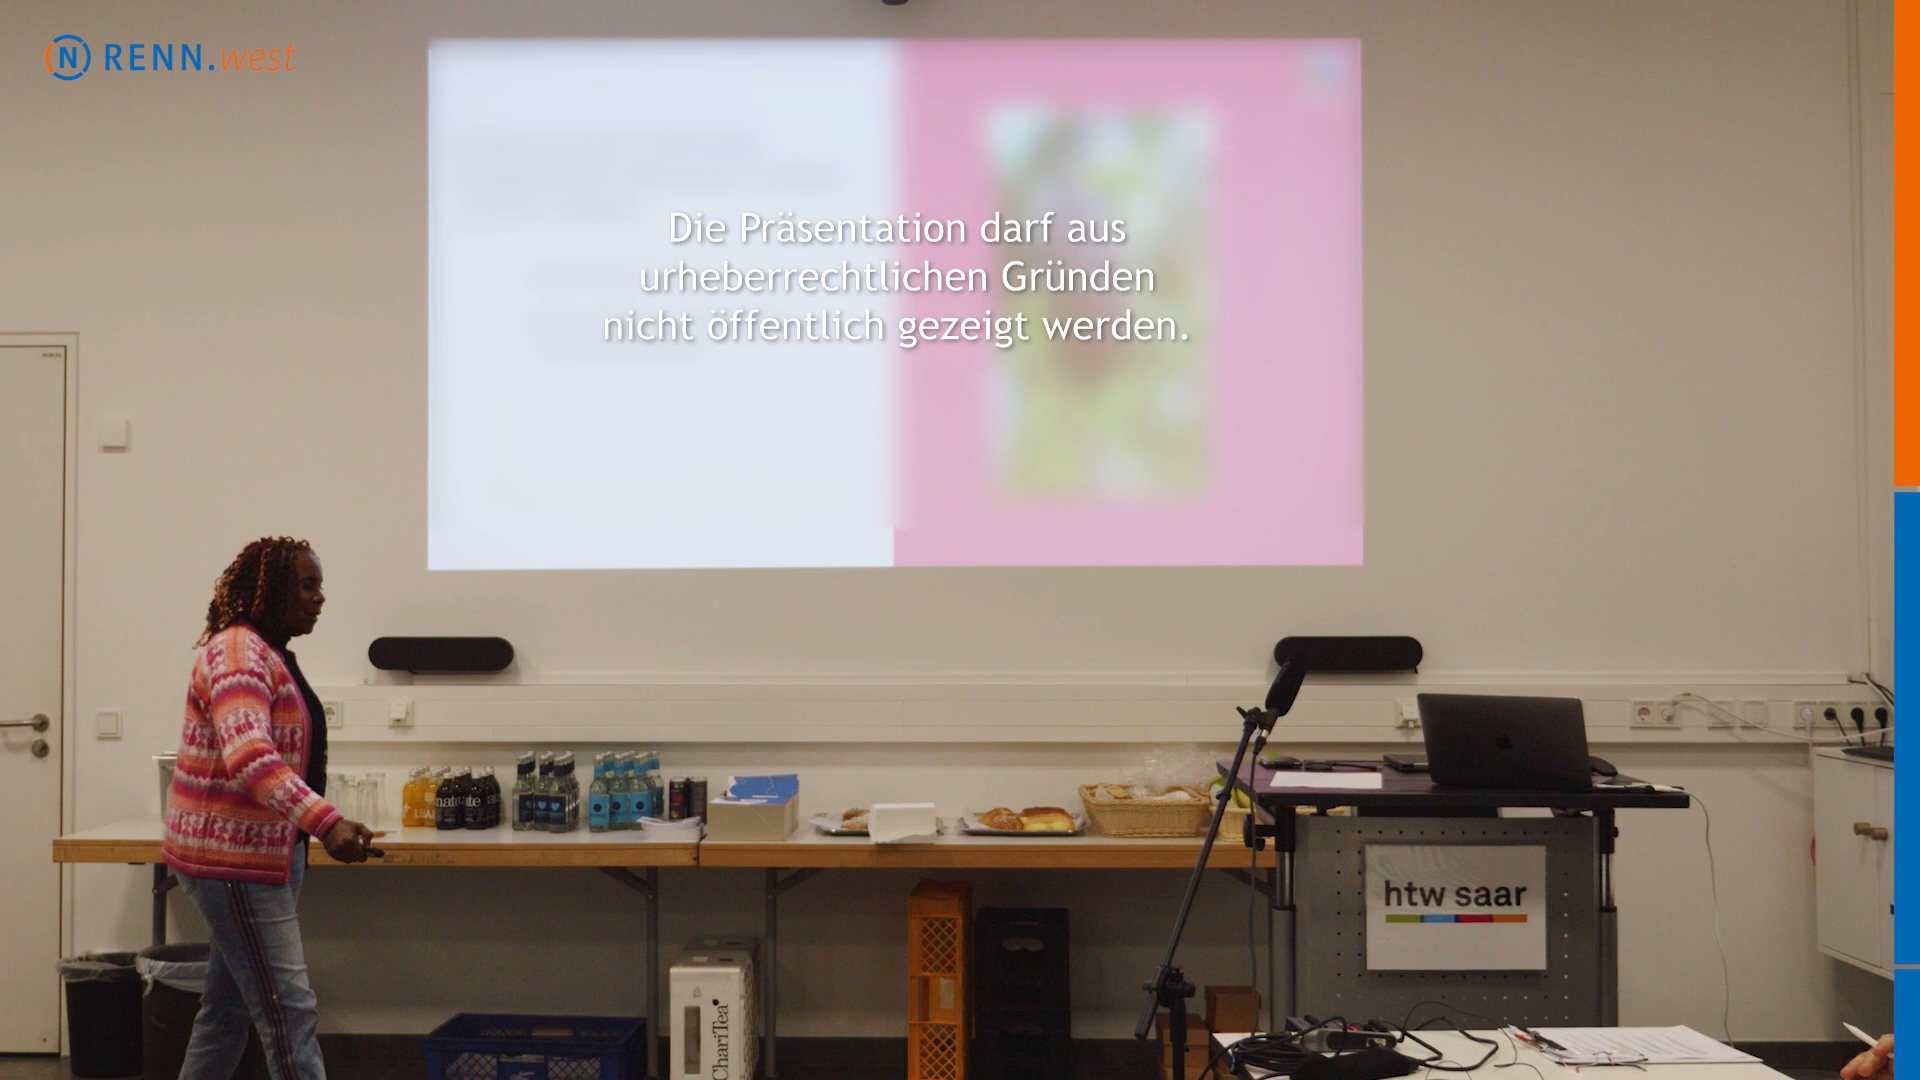 RENN.west
Die Präsentation darf aus
urheberrechtlichen Gründen
nicht öffentlich gezeigt werden.
htw saar
ChariTea